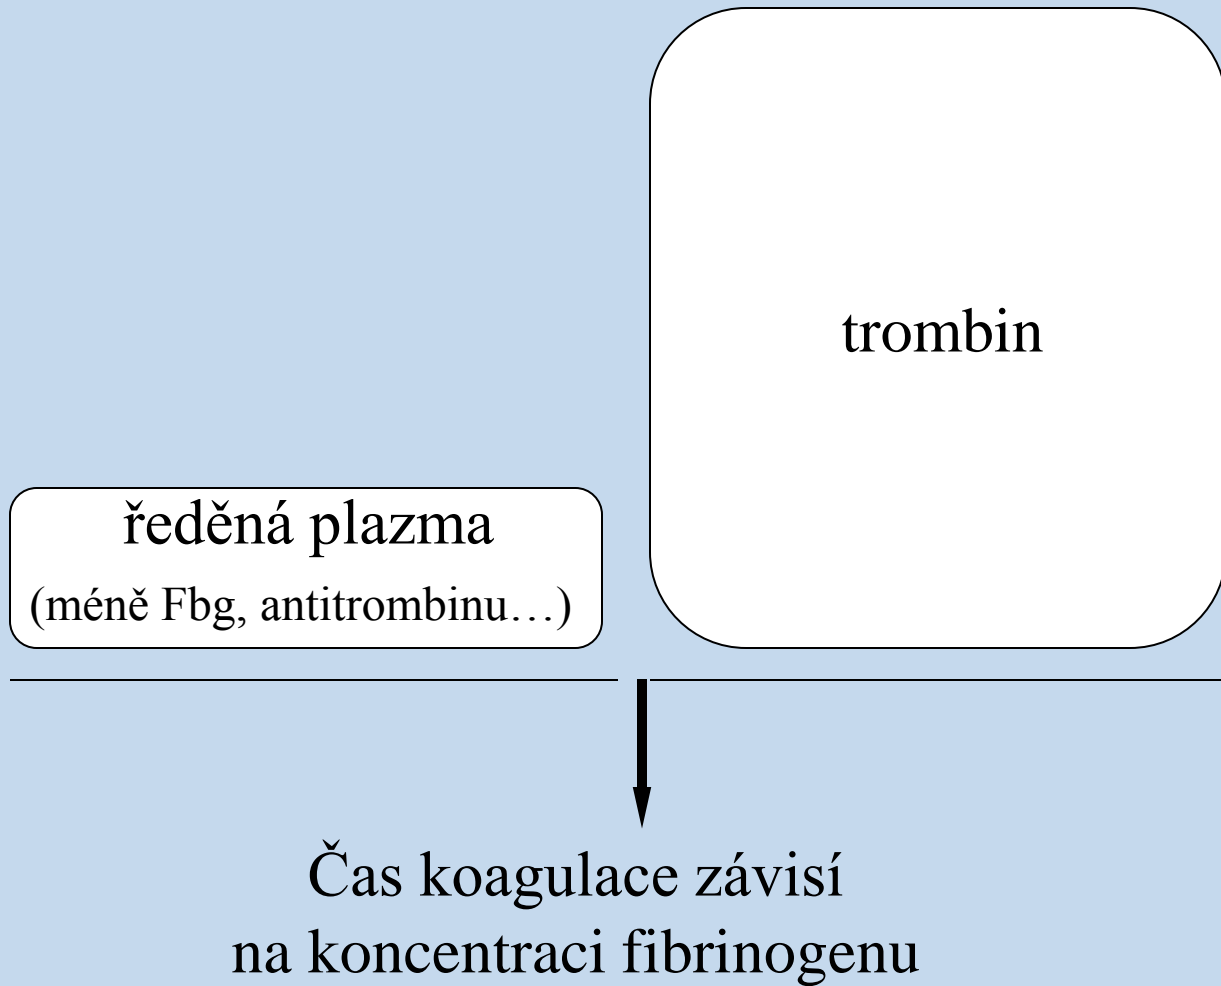 trombin
ředěná plazma
(méně Fbg, antitrombinu…)
Čas koagulace závisí
na koncentraci fibrinogenu